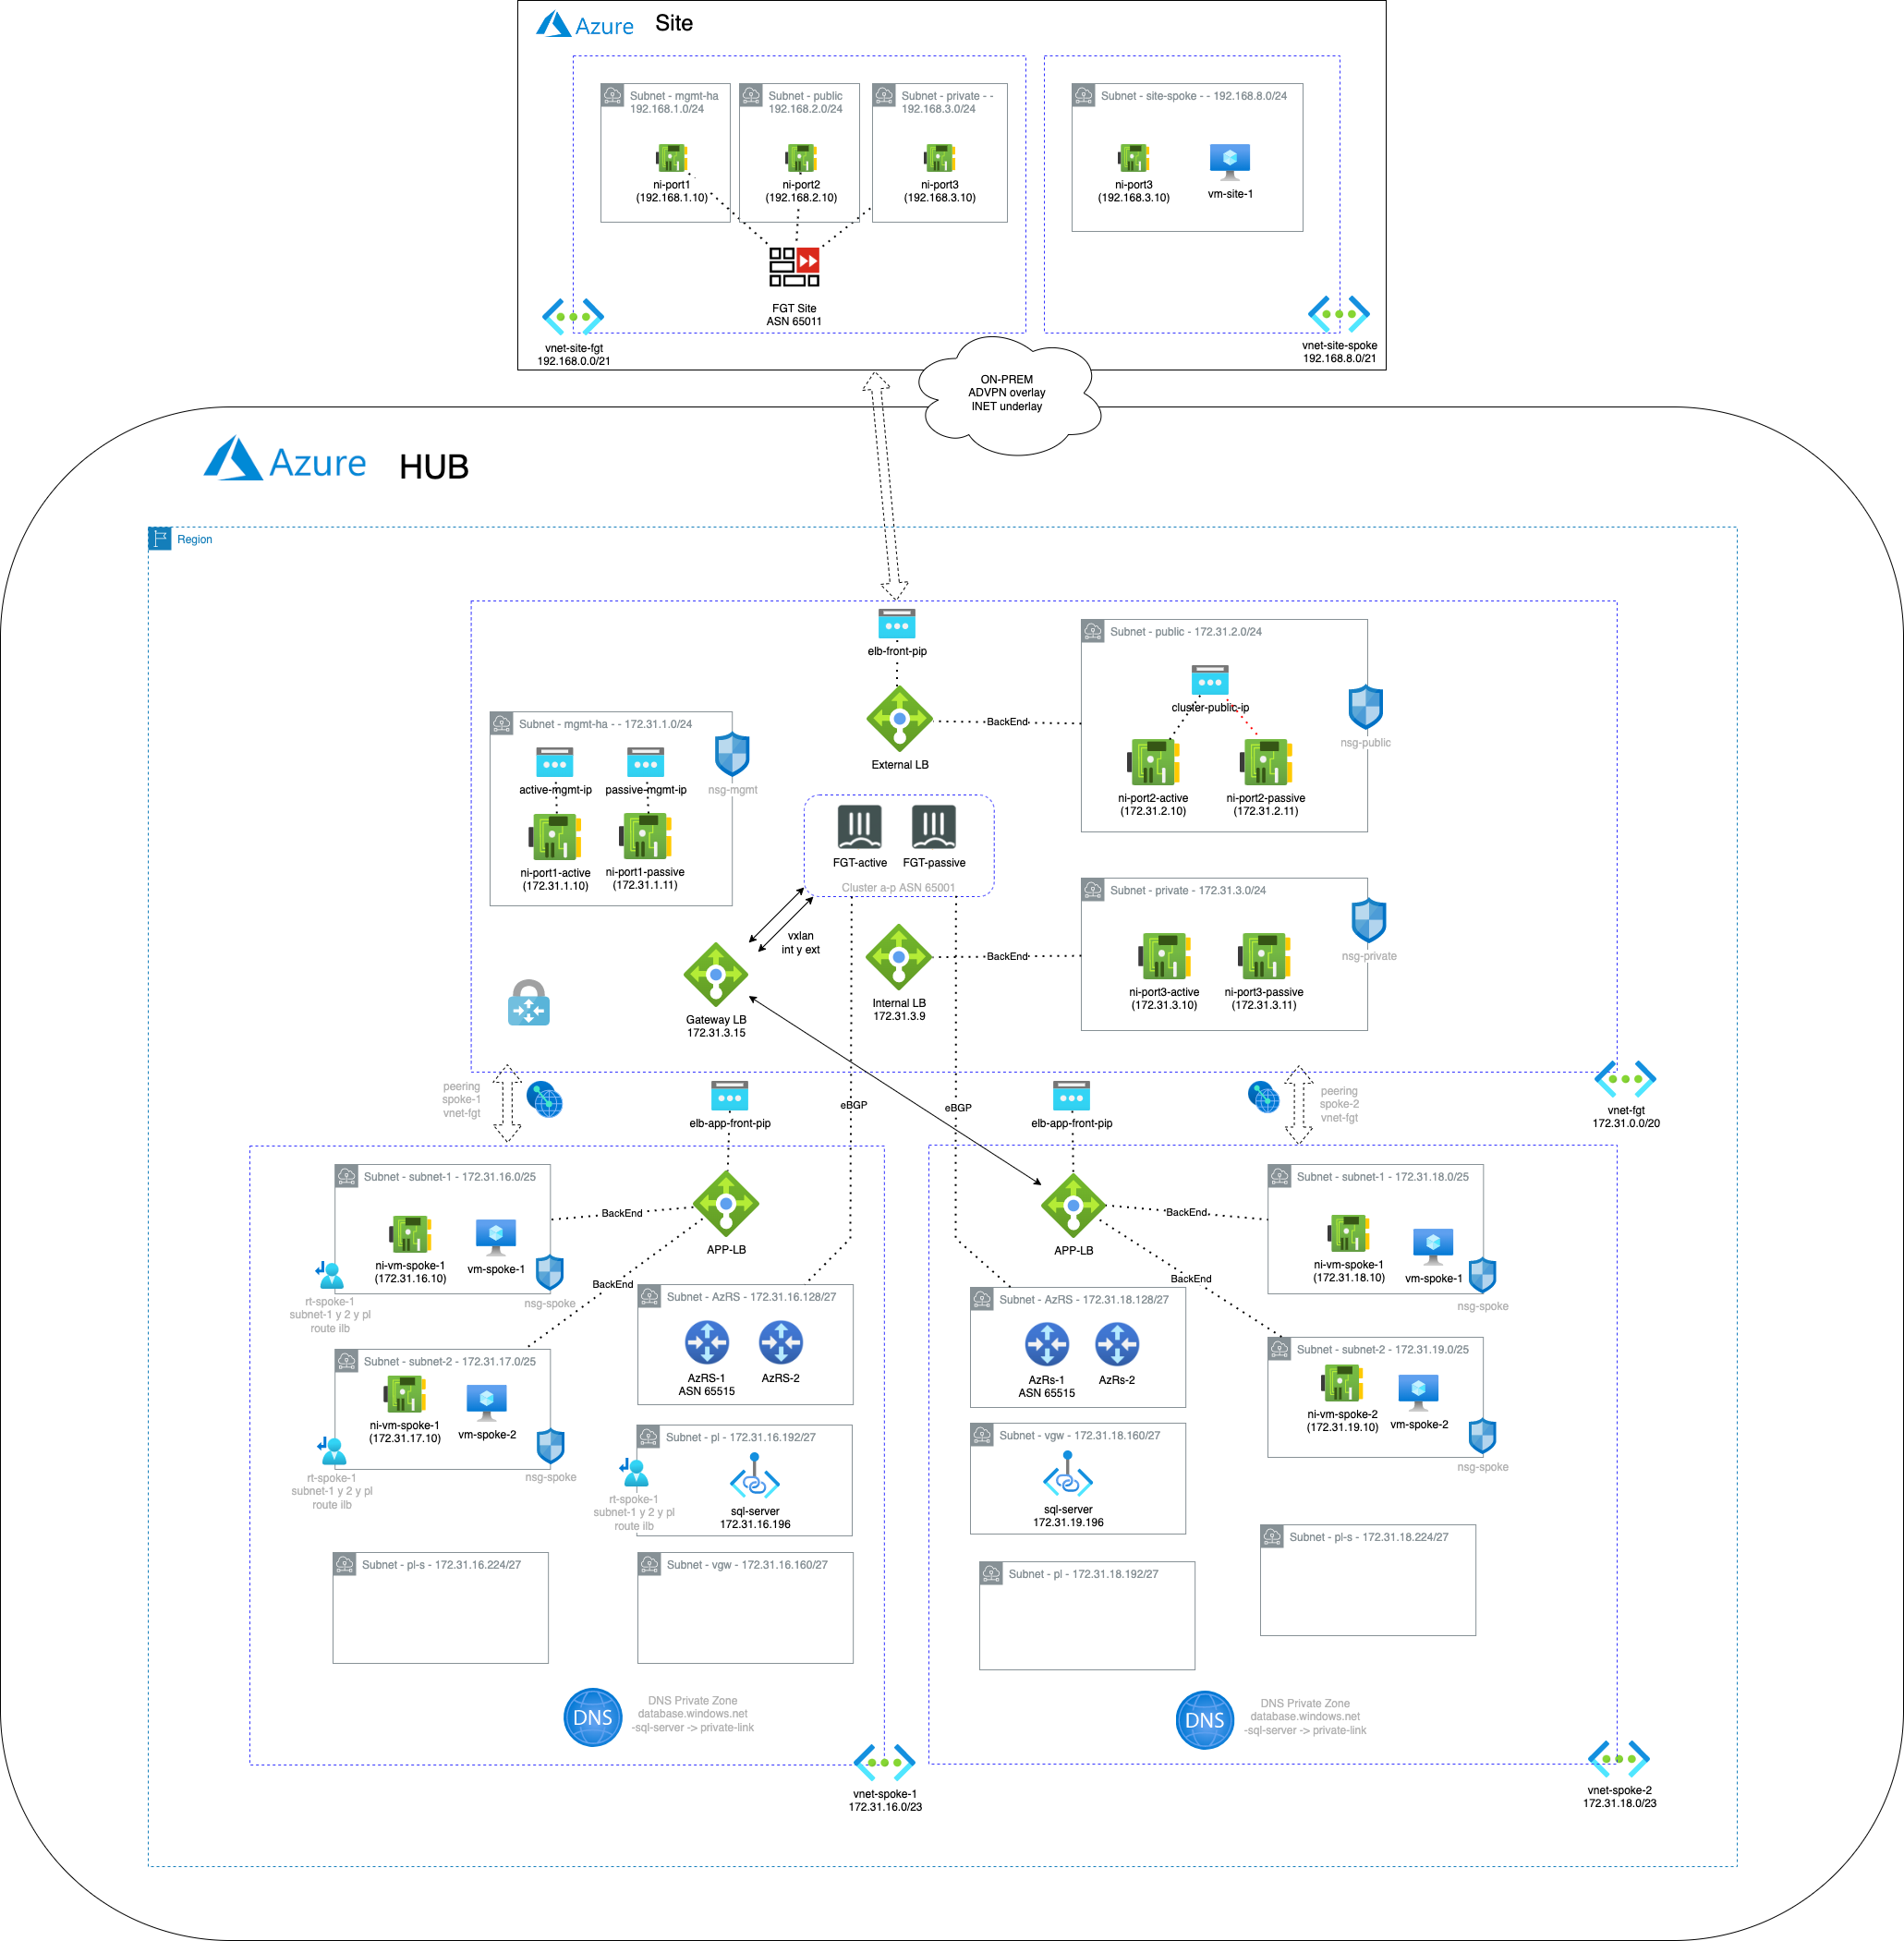 Azure Site
Subnet - mgmt-ha
192.168.1.0/24
ni-port1
(192.168.1.10)
Subnet - public
192.168.2.0/24
ni-port2
(192.168.2.10)
Subnet - private - -
192.168.3.0/24
ni-port3
(192.168.3.10)
FGT Site
ASN 65011
vnet-site-fgt
192.168.0.0/21
Subnet - site-spoke - - 192.168.8.0/24
ni-port3
(192.168.3.10)
vm-site-1
vnet-site-spoke
192.168.8.0/21
ON-PREM
ADVPN overlay
INET underlay
Azure HUB
Region
elb-front-pip
External LB
BackEnd
Subnet - public - 172.31.2.0/24
cluster-public-ip
ni-port2-active
(172.31.2.10)
ni-port2-passive
(172.31.2.11)
nsg-public
Subnet - mgmt-ha - - 172.31.1.0/24
active-mgmt-ip
passive-mgmt-ip
ni-port1-active
(172.31.1.10)
ni-port1-passive
(172.31.1.11)
nsg-mgmt
FGT-active
FGT-passive
Cluster a-p ASN 65001
vxlan
int y ext
Gateway LB
172.31.3.15
Internal LB
172.31.3.9
BackEnd
Subnet - private - 172.31.3.0/24
ni-port3-active
(172.31.3.10)
ni-port3-passive
(172.31.3.11)
nsg-private
vnet-fgt
172.31.0.0/20
peering
spoke-1
vnet-fgt
elb-app-front-pip
eBGP
eBGP
elb-app-front-pip
peering
spoke-2
vnet-fgt
Subnet - subnet-1 - 172.31.16.0/25
ni-vm-spoke-1
(172.31.16.10)
vm-spoke-1
nsg-spoke
rt-spoke-1
subnet-1 y 2 y pl
route ilb
BackEnd
APP-LB
BackEnd
Subnet - subnet-2 - 172.31.17.0/25
ni-vm-spoke-1
(172.31.17.10)
vm-spoke-2
nsg-spoke
rt-spoke-1
subnet-1 y 2 y pl
route ilb
Subnet - AzRS - 172.31.16.128/27
AzRS-1
ASN 65515
AzRS-2
Subnet - pl - 172.31.16.192/27
sql-server
172.31.16.196
rt-spoke-1
subnet-1 y 2 y pl
route ilb
Subnet - pl-s - 172.31.16.224/27
Subnet - vgw - 172.31.16.160/27
DNS
DNS Private Zone
database.windows.net
-sql-server -> private-link
vnet-spoke-1
172.31.16.0/23
APP-LB
BackEnd
BackEnd
Subnet - subnet-1 - 172.31.18.0/25
ni-vm-spoke-1
(172.31.18.10)
vm-spoke-1
nsg-spoke
Subnet - AzRS - 172.31.18.128/27
AzRs-1
ASN 65515
AzRs-2
Subnet - subnet-2 - 172.31.19.0/25
ni-vm-spoke-2
(172.31.19.10)
vm-spoke-2
nsg-spoke
Subnet - vgw - 172.31.18.160/27
sql-server
172.31.19.196
Subnet - pl-s - 172.31.18.224/27
Subnet - pl - 172.31.18.192/27
DNS
DNS Private Zone
database.windows.net
-sql-server -> private-link
vnet-spoke-2
172.31.18.0/23